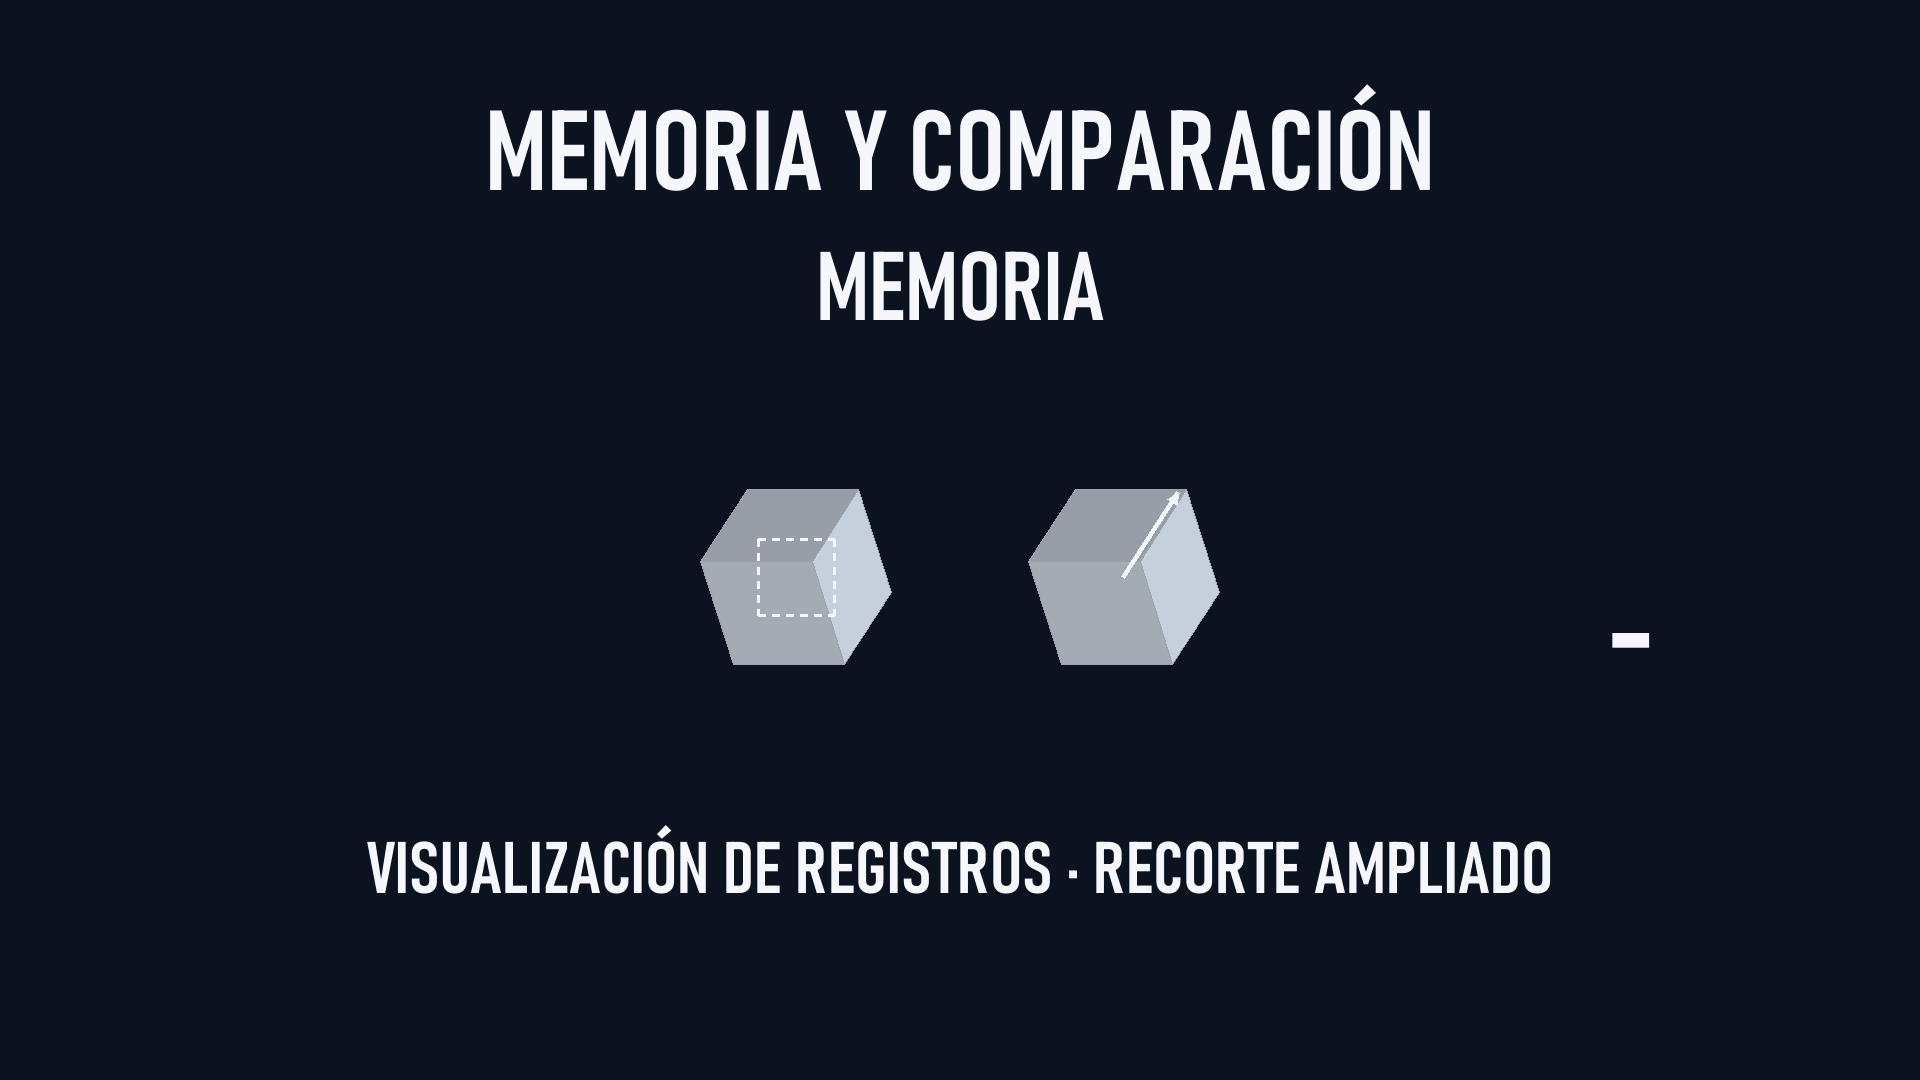 MEMORIA Y COMPARACIÓN
MEMORIA
-
VISUALIZACIÓN DE REGISTROS · RECORTE AMPLIADO